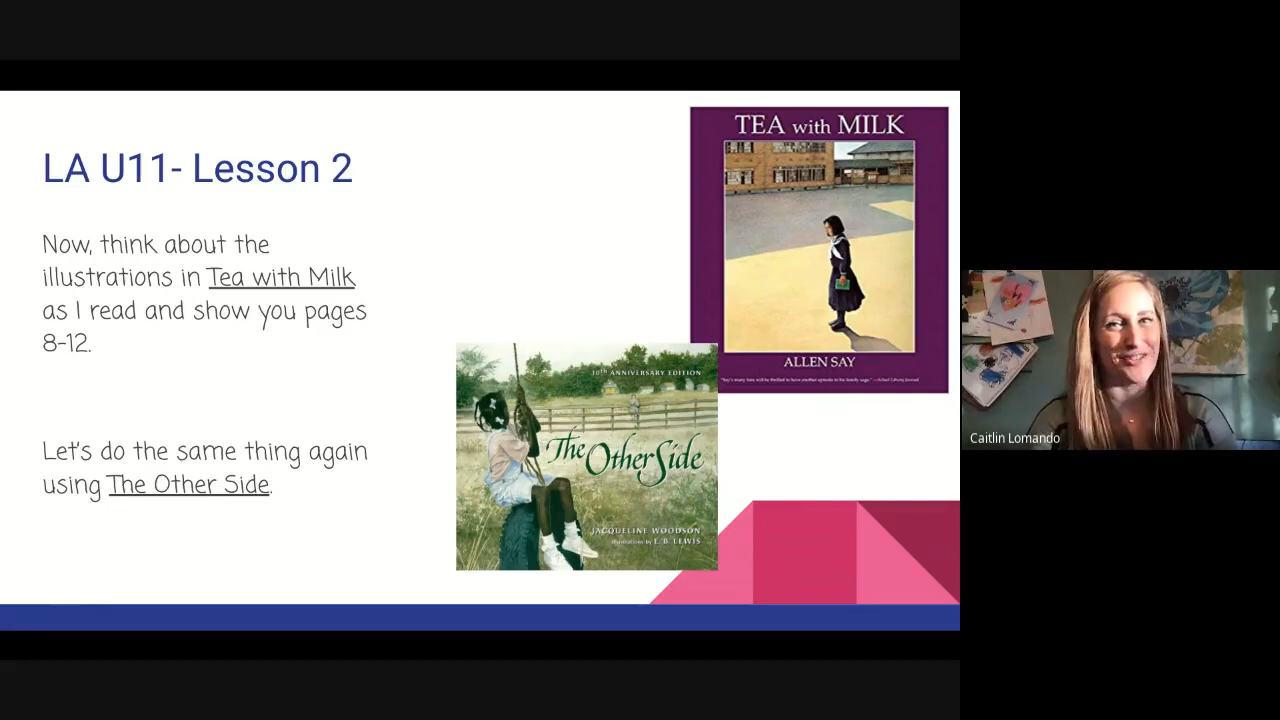 LA U11- Lesson 2
Now, think about the
illustrations in Tea with Milk
as I read and show you pages
8-12.
Let's do the same thing again
using The Other Side.
TEA with MILK
ALLEN SAY
10TH ANNIVERSARY EDITION
The Other Side
JACQUELINE WOODSON
illustrations by E. B. LEWIS
Caitlin Lomando